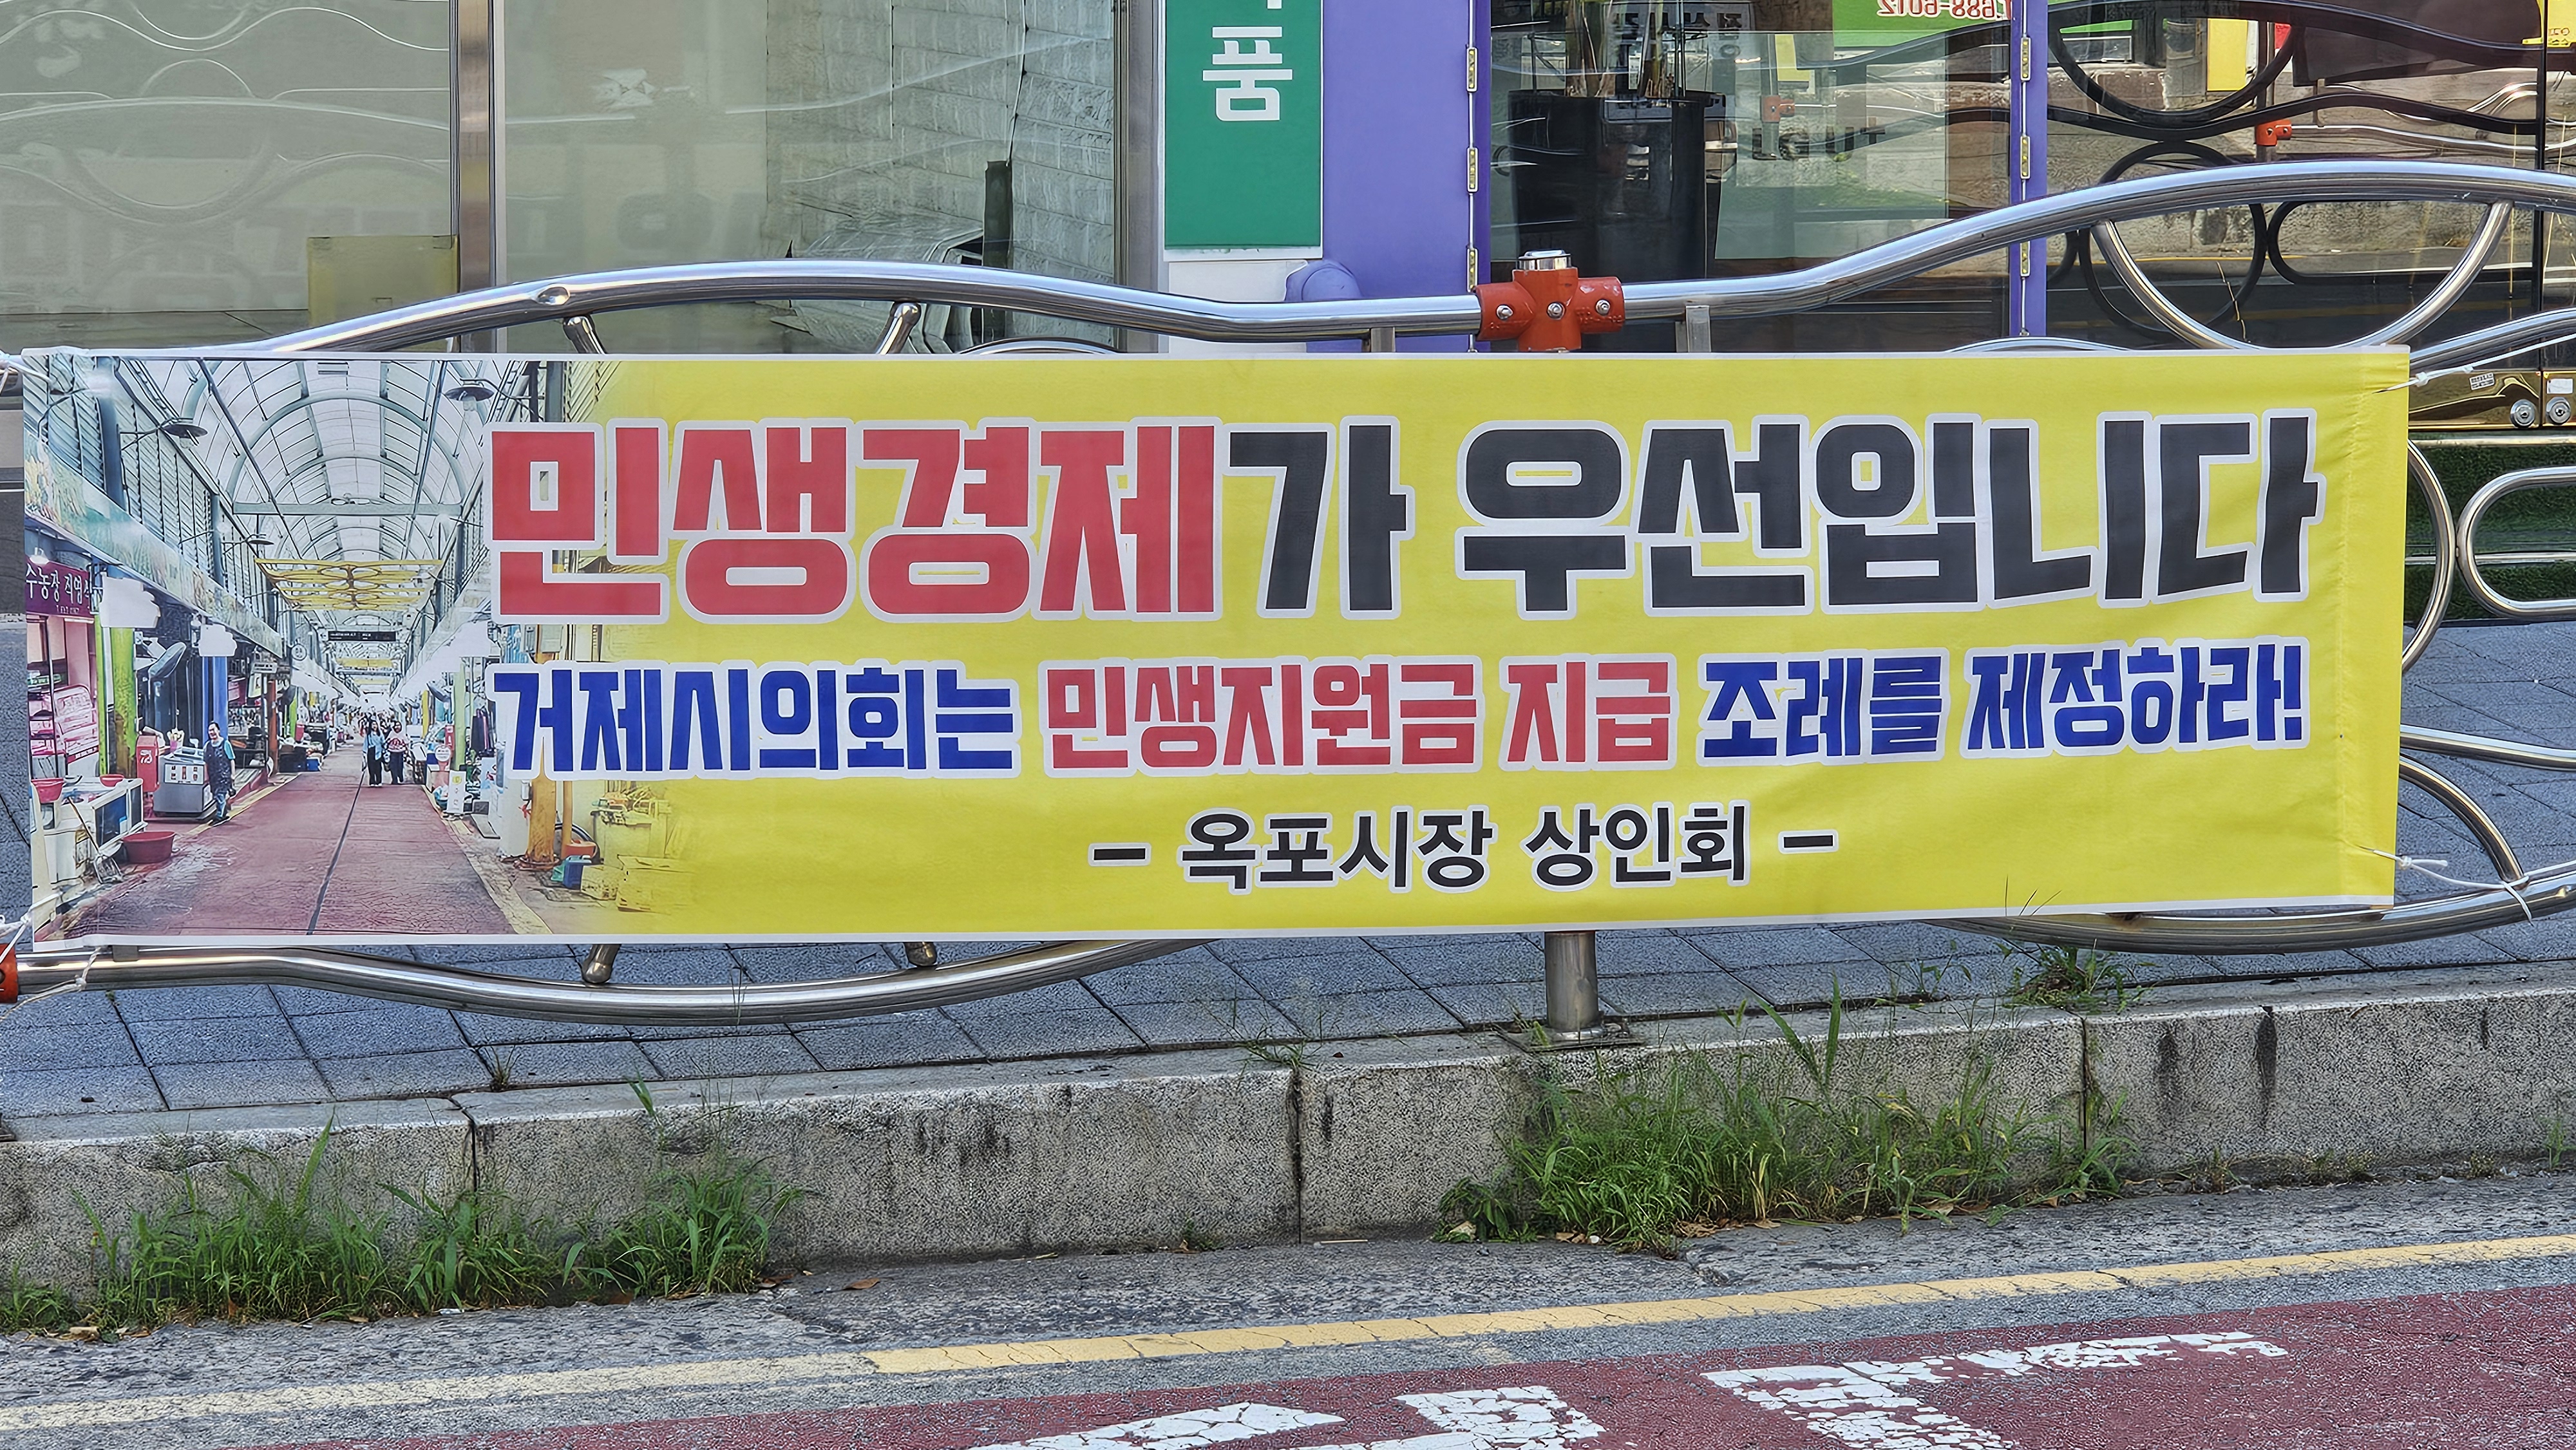 품
민생경제가 우선입니다
거제시의회는 민생지원금 지급 조례를 제정하라!
– 옥포시장 상인회 –